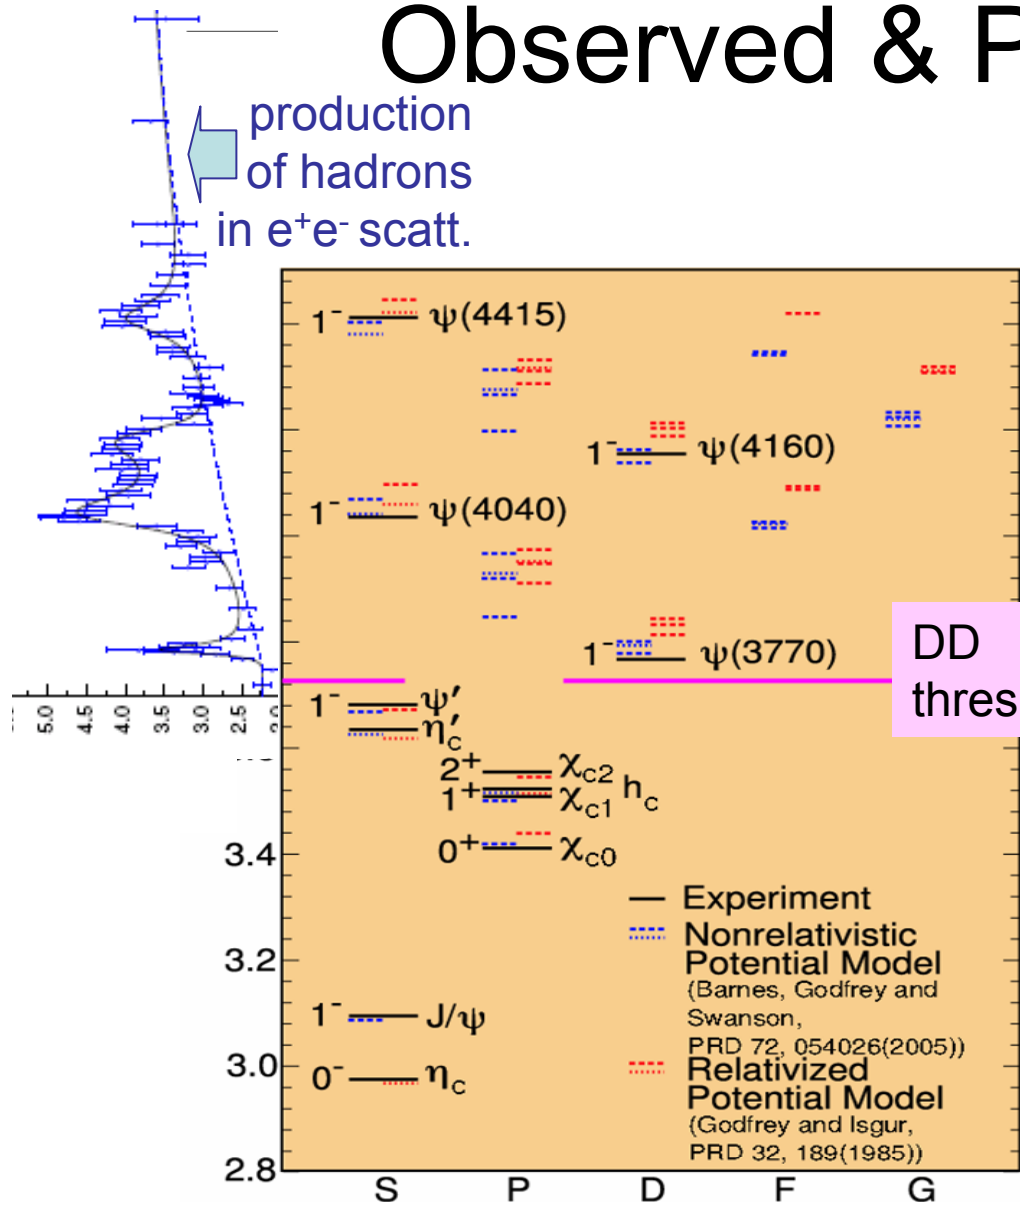 Observed & P
production
of hadrons
in e⁺e⁻ scatt.
1⁻ ψ(4415)
1⁻ ψ(4160)
1⁻ ψ(4040)
1⁻ ψ(3770)
DD
thres
5.0 4.5 4.0 3.5 3.0 2.5
1⁻ ψ′
η′c
2⁺ χc2
hc
1⁺ χc1
0⁺ χc0
3.4
Experiment
Nonrelativistic
Potential Model
(Barnes, Godfrey and
Swanson,
PRD 72, 054026(2005))
3.2
1⁻ J/ψ
3.0
0⁻ ηc
Relativized
Potential Model
(Godfrey and Isgur,
PRD 32, 189(1985))
2.8
S P D F G